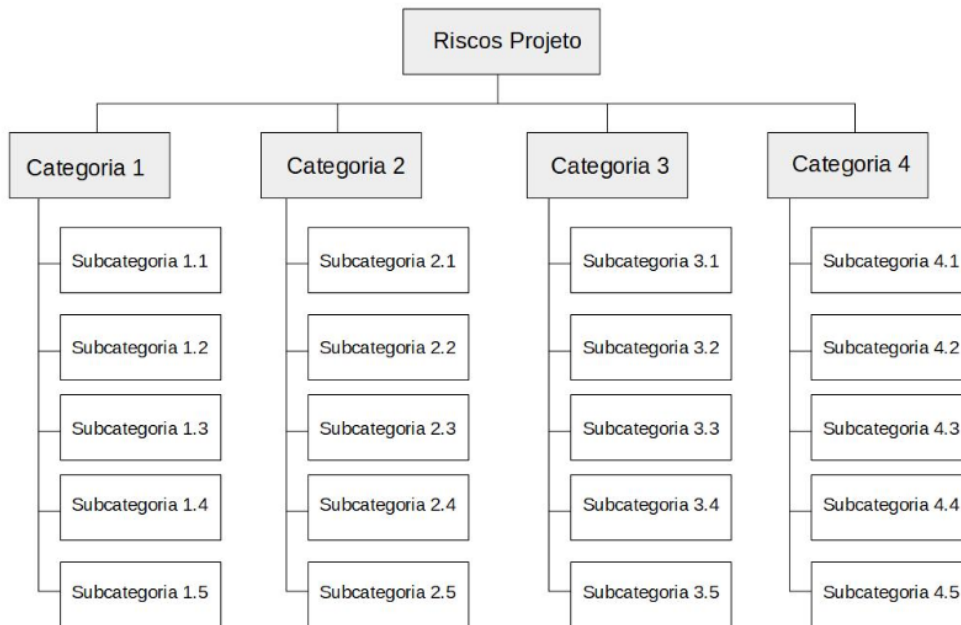 Riscos Projeto
Categoria 1
Categoria 2
Categoria 3
Categoria 4
Subcategoria 1.1
Subcategoria 2.1
Subcategoria 3.1
Subcategoria 4.1
Subcategoria 1.2
Subcategoria 2.2
Subcategoria 3.2
Subcategoria 4.2
Subcategoria 1.3
Subcategoria 2.3
Subcategoria 3.3
Subcategoria 4.3
Subcategoria 1.4
Subcategoria 2.4
Subcategoria 3.4
Subcategoria 4.4
Subcategoria 1.5
Subcategoria 2.5
Subcategoria 3.5
Subcategoria 4.5